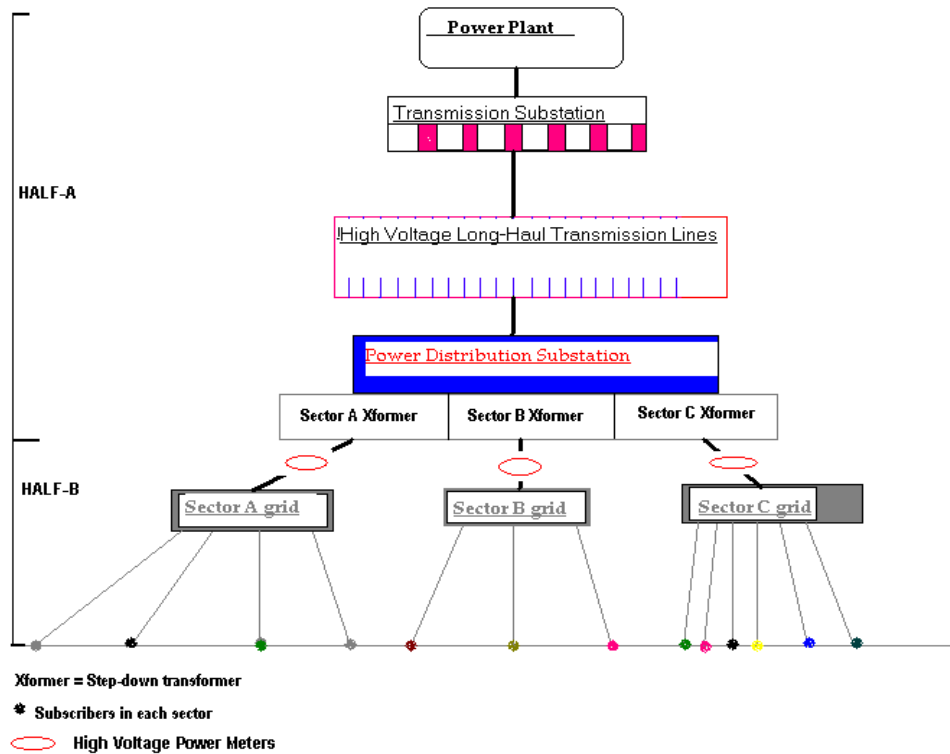 Power Plant
Transmission Substation
HALF-A
!High Voltage Long-Haul Transmission Lines
Power Distribution Substation
Sector A Xformer
Sector B Xformer
Sector C Xformer
HALF-B
Sector A grid
Sector B grid
Sector C grid
Xformer = Step-down transformer
Subscribers in each sector
High Voltage Power Meters